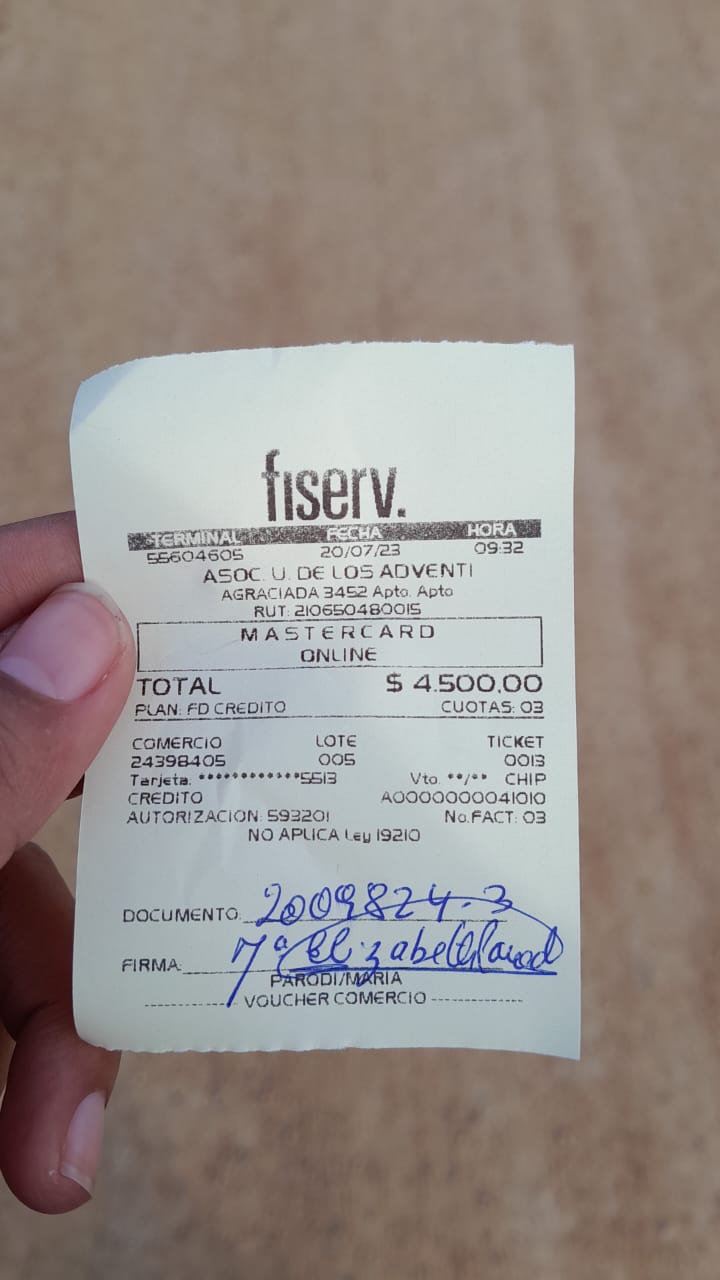 fiserv.
TERMINAL FECHA HORA
55604605 20/07/23 09:32
ASOC. U. DE LOS ADVENTI
AGRACIADA 3452 Apto. Apto
RUT: 210650480015
MASTERCARD
ONLINE
TOTAL $ 4.500,00
PLAN: FD CREDITO CUOTAS: 03
COMERCIO LOTE TICKET
24398405 005 0013
Tarjeta: ************5513 Vto. **/** CHIP
CREDITO A0000000041010
AUTORIZACION: 593201 No.FACT: 03
NO APLICA Ley 19210
DOCUMENTO: 2009824-3
FIRMA: Mª Elizabeth
PARODI/MARIA
------------ VOUCHER COMERCIO ------------